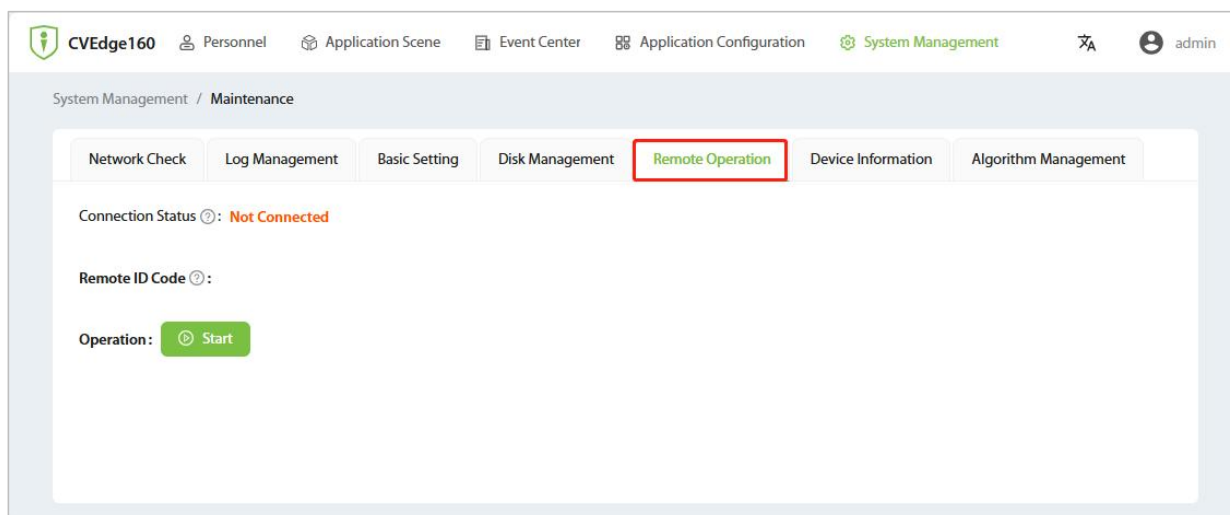 CVEdge160 Personnel Application Scene Event Center Application Configuration System Management admin
System Management / Maintenance
Network Check Log Management Basic Setting Disk Management Remote Operation Device Information Algorithm Management
Connection Status ? : Not Connected
Remote ID Code ? :
Operation : Start